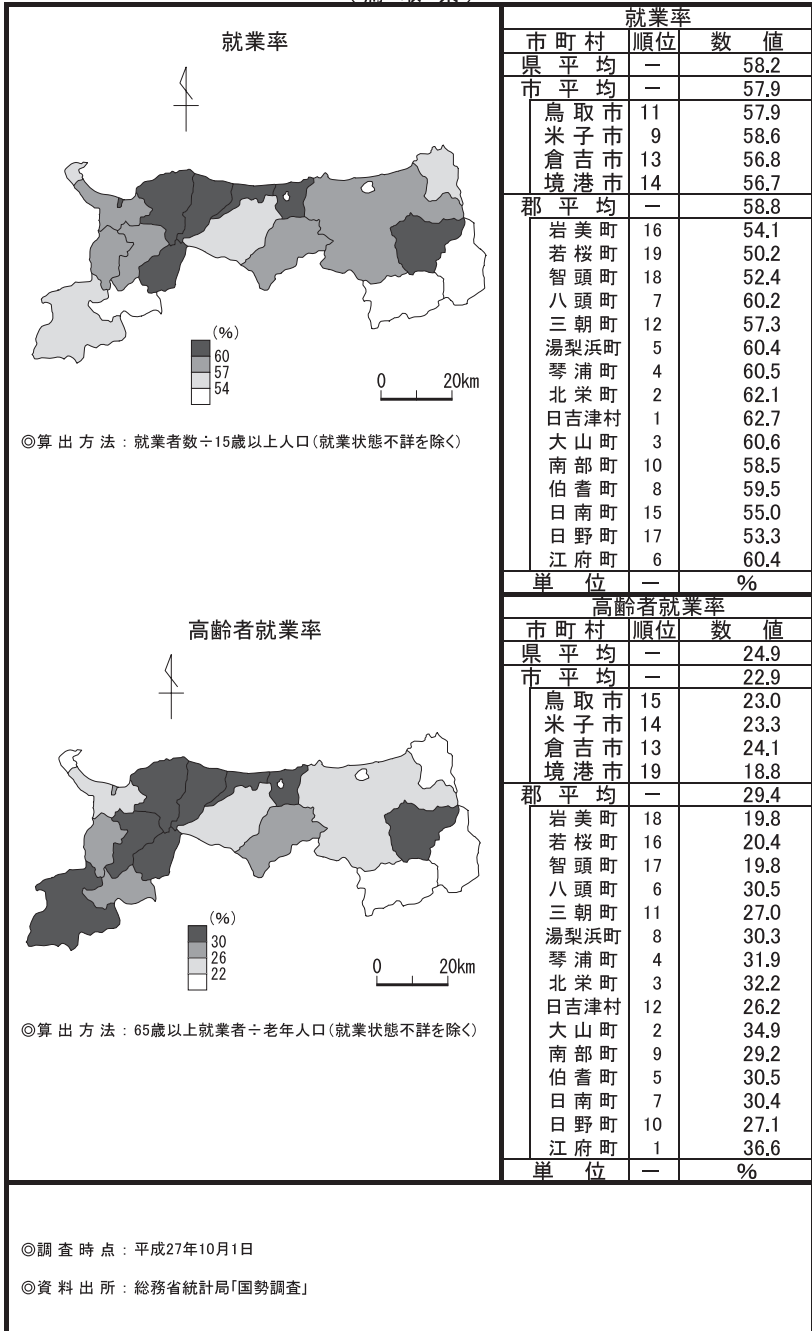 就業率
(%)
60
57
54
0 20km
◎算出方法：就業者数÷15歳以上人口(就業状態不詳を除く)
就業率
市町村 順位 数値
県平均 － 58.2
市平均 － 57.9
鳥取市 11 57.9
米子市 9 58.6
倉吉市 13 56.8
境港市 14 56.7
郡平均 － 58.8
岩美町 16 54.1
若桜町 19 50.2
智頭町 18 52.4
八頭町 7 60.2
三朝町 12 57.3
湯梨浜町 5 60.4
琴浦町 4 60.5
北栄町 2 62.1
日吉津村 1 62.7
大山町 3 60.6
南部町 10 58.5
伯耆町 8 59.5
日南町 15 55.0
日野町 17 53.3
江府町 6 60.4
単位 － %
高齢者就業率
(%)
30
26
22
0 20km
◎算出方法：65歳以上就業者÷老年人口(就業状態不詳を除く)
高齢者就業率
市町村 順位 数値
県平均 － 24.9
市平均 － 22.9
鳥取市 15 23.0
米子市 14 23.3
倉吉市 13 24.1
境港市 19 18.8
郡平均 － 29.4
岩美町 18 19.8
若桜町 16 20.4
智頭町 17 19.8
八頭町 6 30.5
三朝町 11 27.0
湯梨浜町 8 30.3
琴浦町 4 31.9
北栄町 3 32.2
日吉津村 12 26.2
大山町 2 34.9
南部町 9 29.2
伯耆町 5 30.5
日南町 7 30.4
日野町 10 27.1
江府町 1 36.6
単位 － %
◎調査時点：平成27年10月1日
◎資料出所：総務省統計局「国勢調査」